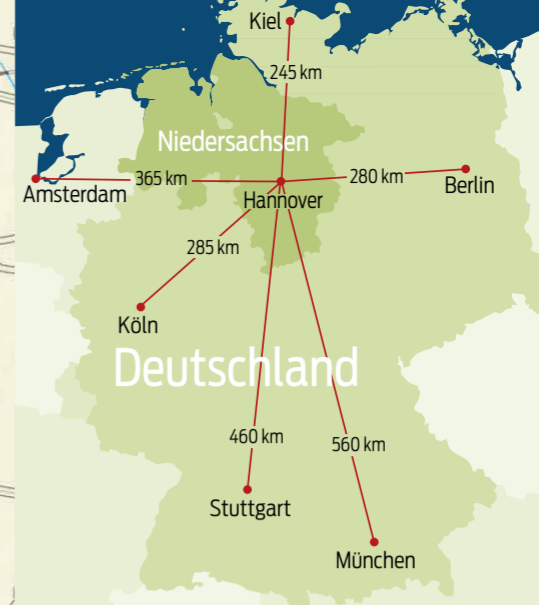 Kiel
245 km
Niedersachsen
365 km
280 km
Amsterdam
Hannover
Berlin
285 km
Köln
Deutschland
460 km
560 km
Stuttgart
München